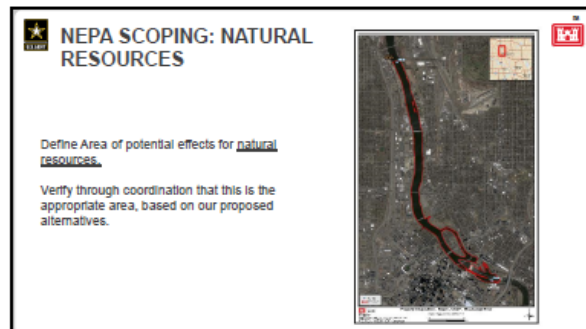 NEPA SCOPING: NATURAL
RESOURCES
Define Area of potential effects for natural
resources.
Verify through coordination that this is the
appropriate area, based on our proposed
alternatives.